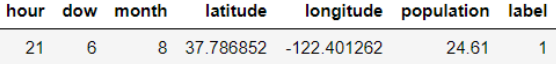 hour dow month latitude longitude population label
21 6 8 37.786852 -122.401262 24.61 1